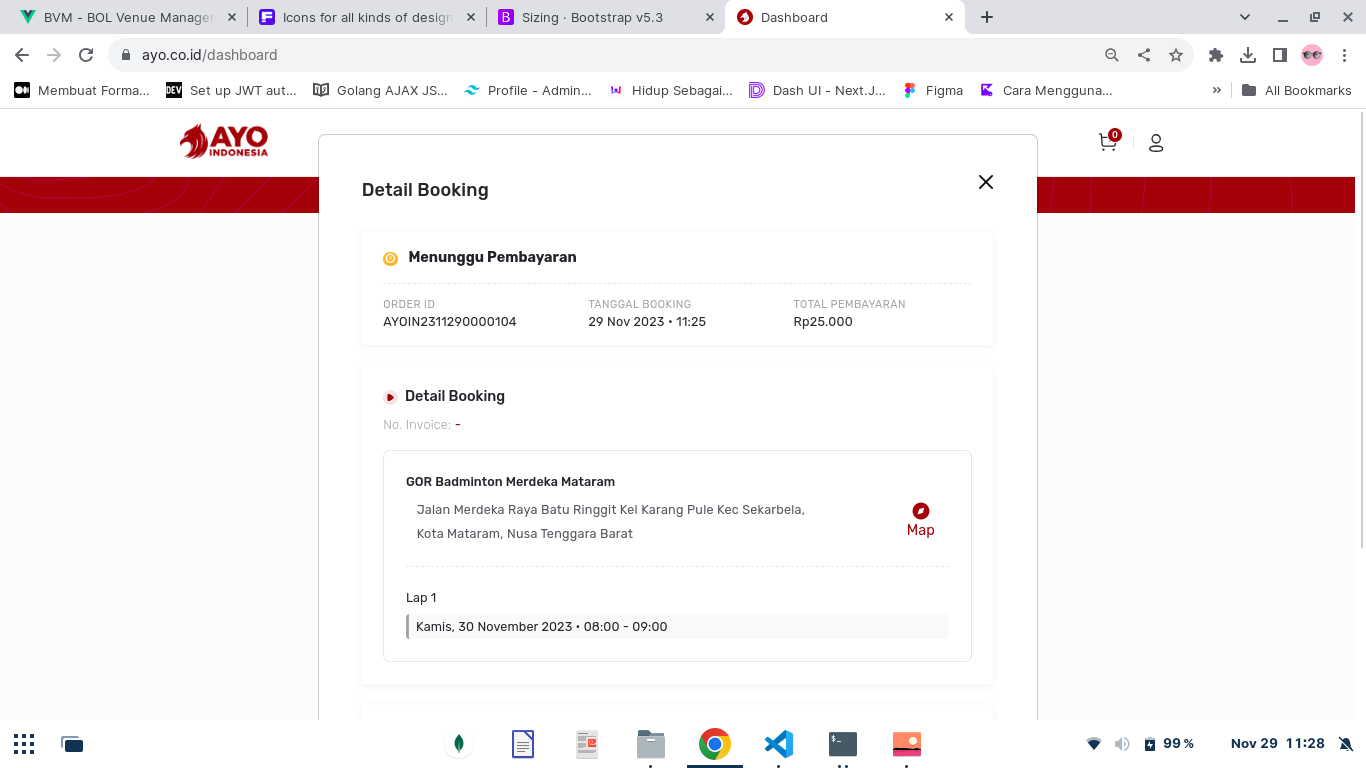 BVM - BOL Venue Manager
Icons for all kinds of design
Sizing · Bootstrap v5.3
Dashboard
ayo.co.id/dashboard
Membuat Forma...
DEV
Set up JWT aut...
Golang AJAX JS...
Profile - Admin...
Hidup Sebagai...
Dash UI - Next.J...
Figma
Cara Mengguna...
»
All Bookmarks
AYO
INDONESIA
0
Detail Booking
Menunggu Pembayaran
ORDER ID TANGGAL BOOKING TOTAL PEMBAYARAN
AYOIN2311290000104 29 Nov 2023 • 11:25 Rp25.000
Detail Booking
No. Invoice: -
GOR Badminton Merdeka Mataram
Jalan Merdeka Raya Batu Ringgit Kel Karang Pule Kec Sekarbela,
Kota Mataram, Nusa Tenggara Barat
Map
Lap 1
Kamis, 30 November 2023 • 08:00 - 09:00
99 %
Nov 29 11:28